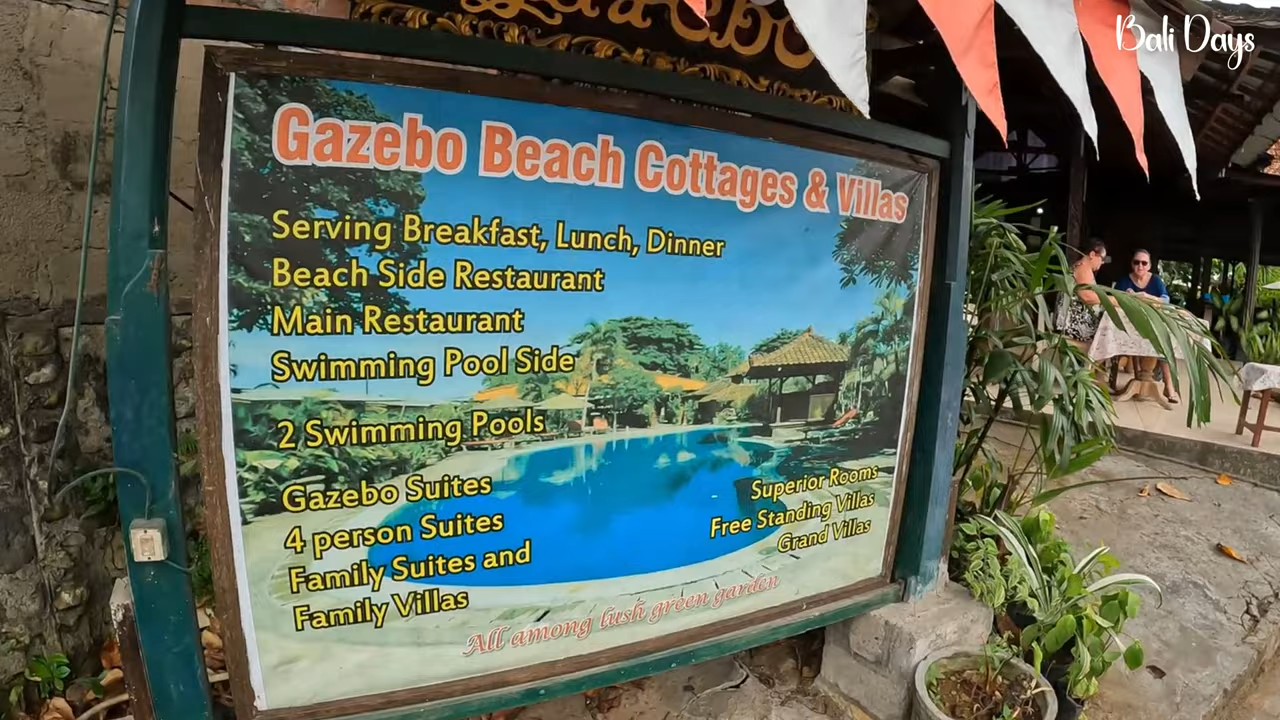 Bali Days
Gazebo Beach Cottages & Villas
Serving Breakfast, Lunch, Dinner
Beach Side Restaurant
Main Restaurant
Swimming Pool Side
2 Swimming Pools
Gazebo Suites
4 person Suites
Family Suites and
Family Villas
Superior Rooms
Free Standing Villas
Grand Villas
All among lush green garden